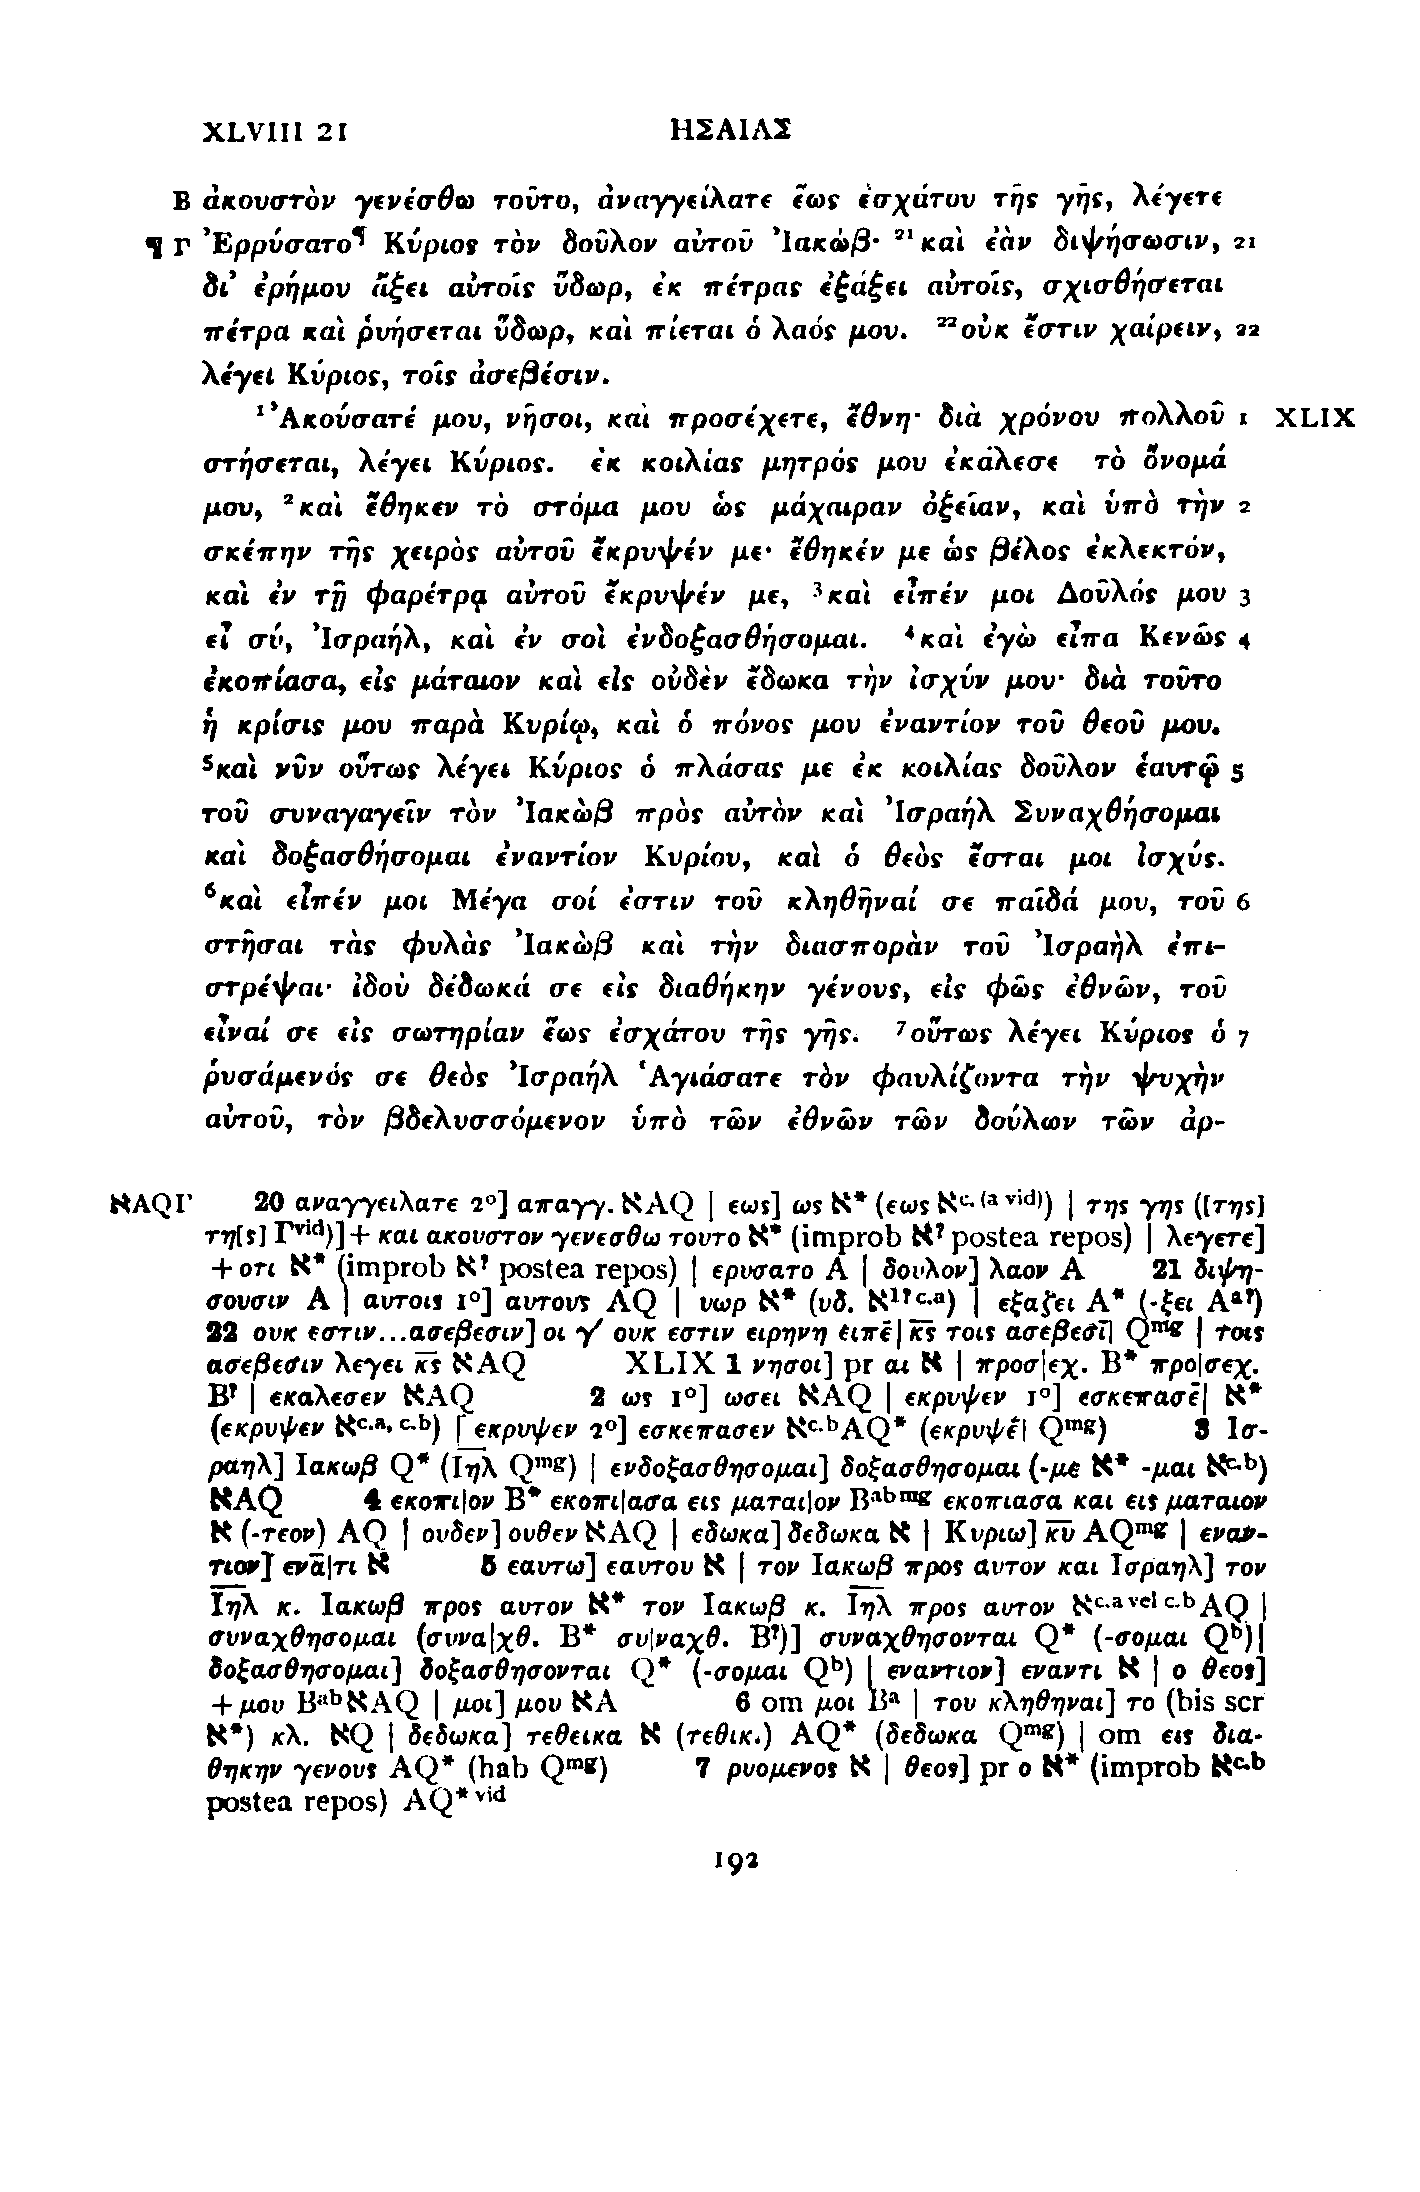 XLVIII 21 ΗΣΑΙΑΣ
B ἀκουστὸν γενέσθω τοῦτο, ἀναγγείλατε ἕως ἐσχάτου τῆς γῆς, λέγετε
¶ Γ Ἐρρύσατο¶ Κύριος τὸν δοῦλον αὐτοῦ Ἰακώβ· ²¹καὶ ἐὰν διψήσωσιν, 21
δι’ ἐρήμου ἄξει αὐτοῖς ὕδωρ, ἐκ πέτρας ἐξάξει αὐτοῖς, σχισθήσεται
πέτρα καὶ ῥυήσεται ὕδωρ, καὶ πίεται ὁ λαός μου. ²²οὐκ ἔστιν χαίρειν, 22
λέγει Κύριος, τοῖς ἀσεβέσιν.
¹Ἀκούσατέ μου, νῆσοι, καὶ προσέχετε, ἔθνη· διὰ χρόνου πολλοῦ 1 XLIX
στήσεται, λέγει Κύριος. ἐκ κοιλίας μητρός μου ἐκάλεσε τὸ ὄνομά
μου, ²καὶ ἔθηκεν τὸ στόμα μου ὡς μάχαιραν ὀξεῖαν, καὶ ὑπὸ τὴν 2
σκέπην τῆς χειρὸς αὐτοῦ ἔκρυψέν με· ἔθηκέν με ὡς βέλος ἐκλεκτόν,
καὶ ἐν τῇ φαρέτρᾳ αὐτοῦ ἔκρυψέν με, ³καὶ εἶπέν μοι Δοῦλός μου 3
εἶ σύ, Ἰσραήλ, καὶ ἐν σοὶ ἐνδοξασθήσομαι. ⁴καὶ ἐγὼ εἶπα Κενῶς 4
ἐκοπίασα, εἰς μάταιον καὶ εἰς οὐδὲν ἔδωκα τὴν ἰσχύν μου· διὰ τοῦτο
ἡ κρίσις μου παρὰ Κυρίῳ, καὶ ὁ πόνος μου ἐναντίον τοῦ θεοῦ μου.
⁵καὶ νῦν οὕτως λέγει Κύριος ὁ πλάσας με ἐκ κοιλίας δοῦλον ἑαυτῷ 5
τοῦ συναγαγεῖν τὸν Ἰακὼβ πρὸς αὐτὸν καὶ Ἰσραήλ Συναχθήσομαι
καὶ δοξασθήσομαι ἐναντίον Κυρίου, καὶ ὁ θεὸς ἔσται μοι ἰσχύς.
⁶καὶ εἶπέν μοι Μέγα σοί ἐστιν τοῦ κληθῆναί σε παῖδά μου, τοῦ 6
στῆσαι τὰς φυλὰς Ἰακὼβ καὶ τὴν διασπορὰν τοῦ Ἰσραὴλ ἐπι-
στρέψαι· ἰδοὺ δέδωκά σε εἰς διαθήκην γένους, εἰς φῶς ἐθνῶν, τοῦ
εἶναί σε εἰς σωτηρίαν ἕως ἐσχάτου τῆς γῆς. ⁷οὕτως λέγει Κύριος ὁ 7
ῥυσάμενός σε θεὸς Ἰσραήλ Ἁγιάσατε τὸν φαυλίζοντα τὴν ψυχὴν
αὐτοῦ, τὸν βδελυσσόμενον ὑπὸ τῶν ἐθνῶν τῶν δούλων τῶν ἀρ-
אAQΓ 20 αναγγειλατε 2°] απαγγ. אAQ | εως] ως א* (εως א^c.(a vid)) | της γης ([της]
τη[ς] Γ^vid)]+ και ακουστον γενεσθω τουτο א* (improb א^? postea repos) | λεγετε]
+οτι א* (improb א^? postea repos) | ερυσατο A | δουλον] λαον A 21 διψη-
σουσιν A | αυτοις 1°] αυτους AQ | υωρ א* (υδ. א^1?c.a) | εξαζει A* (-ξει A^a?)
22 ουκ εστιν...ασεβεσιν] οι γ′ ουκ εστιν ειρηνη ειπε̄|κ̅ς̅ τοις ασεβεσῑ| Q^mg | τοις
ασεβεσιν λεγει κ̅ς̅ אAQ XLIX 1 νησοι] pr αι א | προσ|εχ. B* προ|σεχ.
B^? | εκαλεσεν אAQ 2 ως 1°] ωσει אAQ | εκρυψεν 1°] εσκεπασε̄| א*
(εκρυψεν א^c.a, c.b) | εκρυψεν 2°] εσκεπασεν א^c.bAQ* (εκρυψε̄| Q^mg) 3 Ισ-
ραηλ] Ιακωβ Q* (Ι̅η̅λ̅ Q^mg) | ενδοξασθησομαι] δοξασθησομαι (-με א* -μαι א^c.b)
אAQ 4 εκοπι|ον B* εκοπι|ασα εις μαται|ον B^abmg εκοπιασα και εις ματαιον
א (-τεον) AQ | ουδεν] ουθεν אAQ | εδωκα] δεδωκα א | Κυριω] κ̅υ̅ AQ^mg | εναν-
τιον] ενᾱ|τι א 5 εαυτω] εαυτου א | τον Ιακωβ προς αυτον και Ισραηλ] τον
Ι̅η̅λ̅ κ. Ιακωβ προς αυτον א* τον Ιακωβ κ. Ι̅η̅λ̅ προς αυτον א^c.a vel c.bAQ |
συναχθησομαι (συνα|χθ. B* συ|ναχθ. B^?)] συναχθησονται Q* (-σομαι Q^b)|
δοξασθησομαι] δοξασθησονται Q* (-σομαι Q^b) | εναντιον] εναντι א | ο θεος]
+μου B^abאAQ | μοι] μου אA 6 om μοι B^a | του κληθηναι] το (bis scr
א*) κλ. אQ | δεδωκα] τεθεικα א (τεθικ.) AQ* (δεδωκα Q^mg) | om εις δια-
θηκην γενους AQ* (hab Q^mg) 7 ρυομενος א | θεος] pr ο א* (improb א^c.b
postea repos) AQ*^vid
192